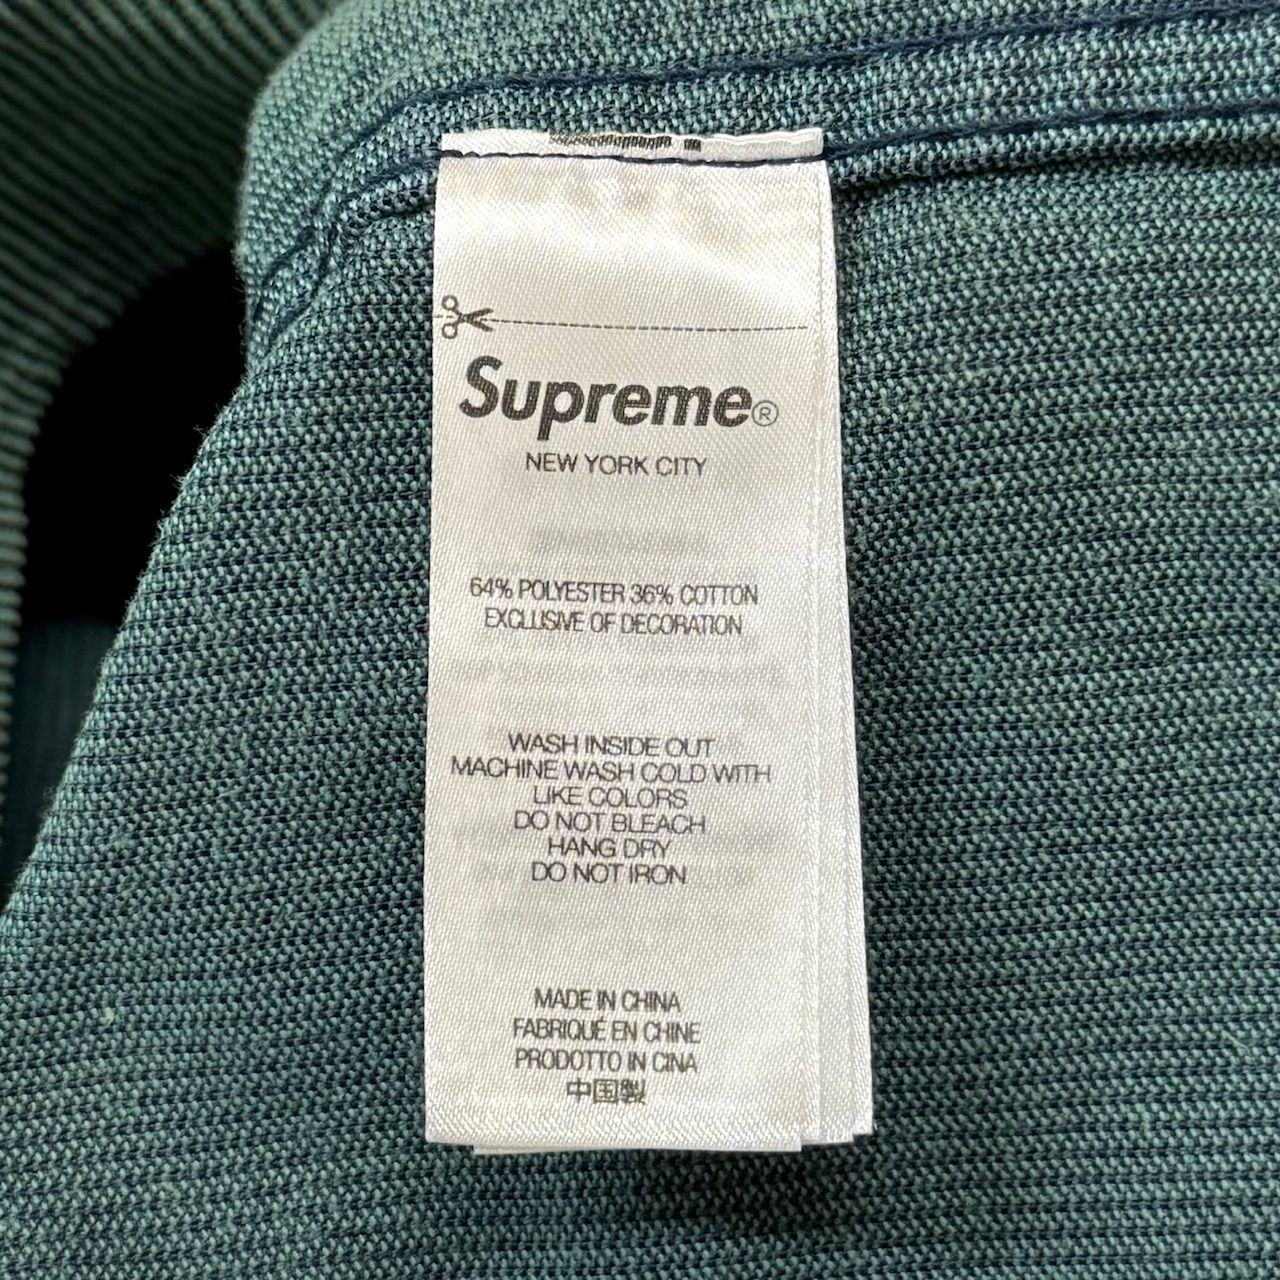 Supreme®
NEW YORK CITY
64% POLYESTER 36% COTTON
EXCLUSIVE OF DECORATION
WASH INSIDE OUT
MACHINE WASH COLD WITH
LIKE COLORS
DO NOT BLEACH
HANG DRY
DO NOT IRON
MADE IN CHINA
FABRIQUÉ EN CHINE
PRODOTTO IN CINA
中国製